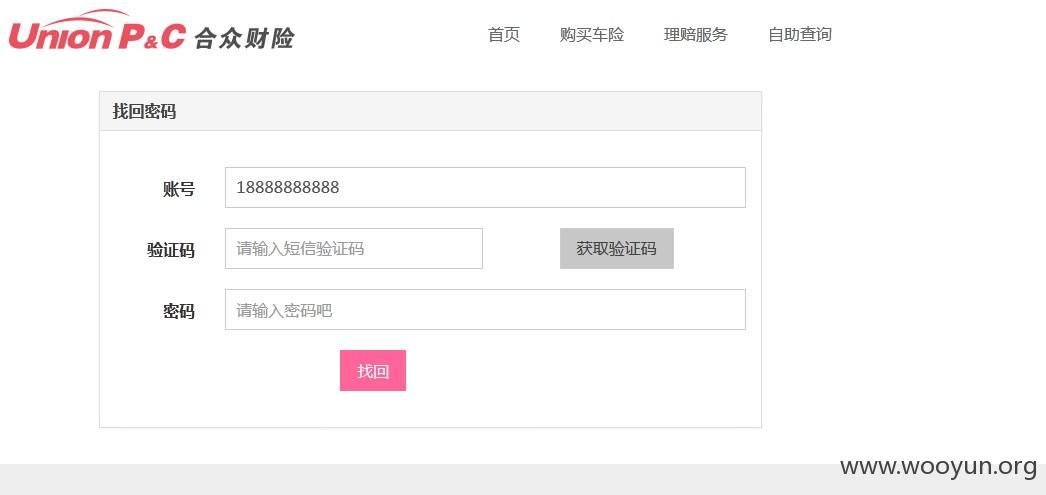 Union P&C 合众财险
首页 购买车险 理赔服务 自助查询
找回密码
账号 18888888888
验证码 请输入短信验证码 获取验证码
密码 请输入密码吧
找回
www.wooyun.org